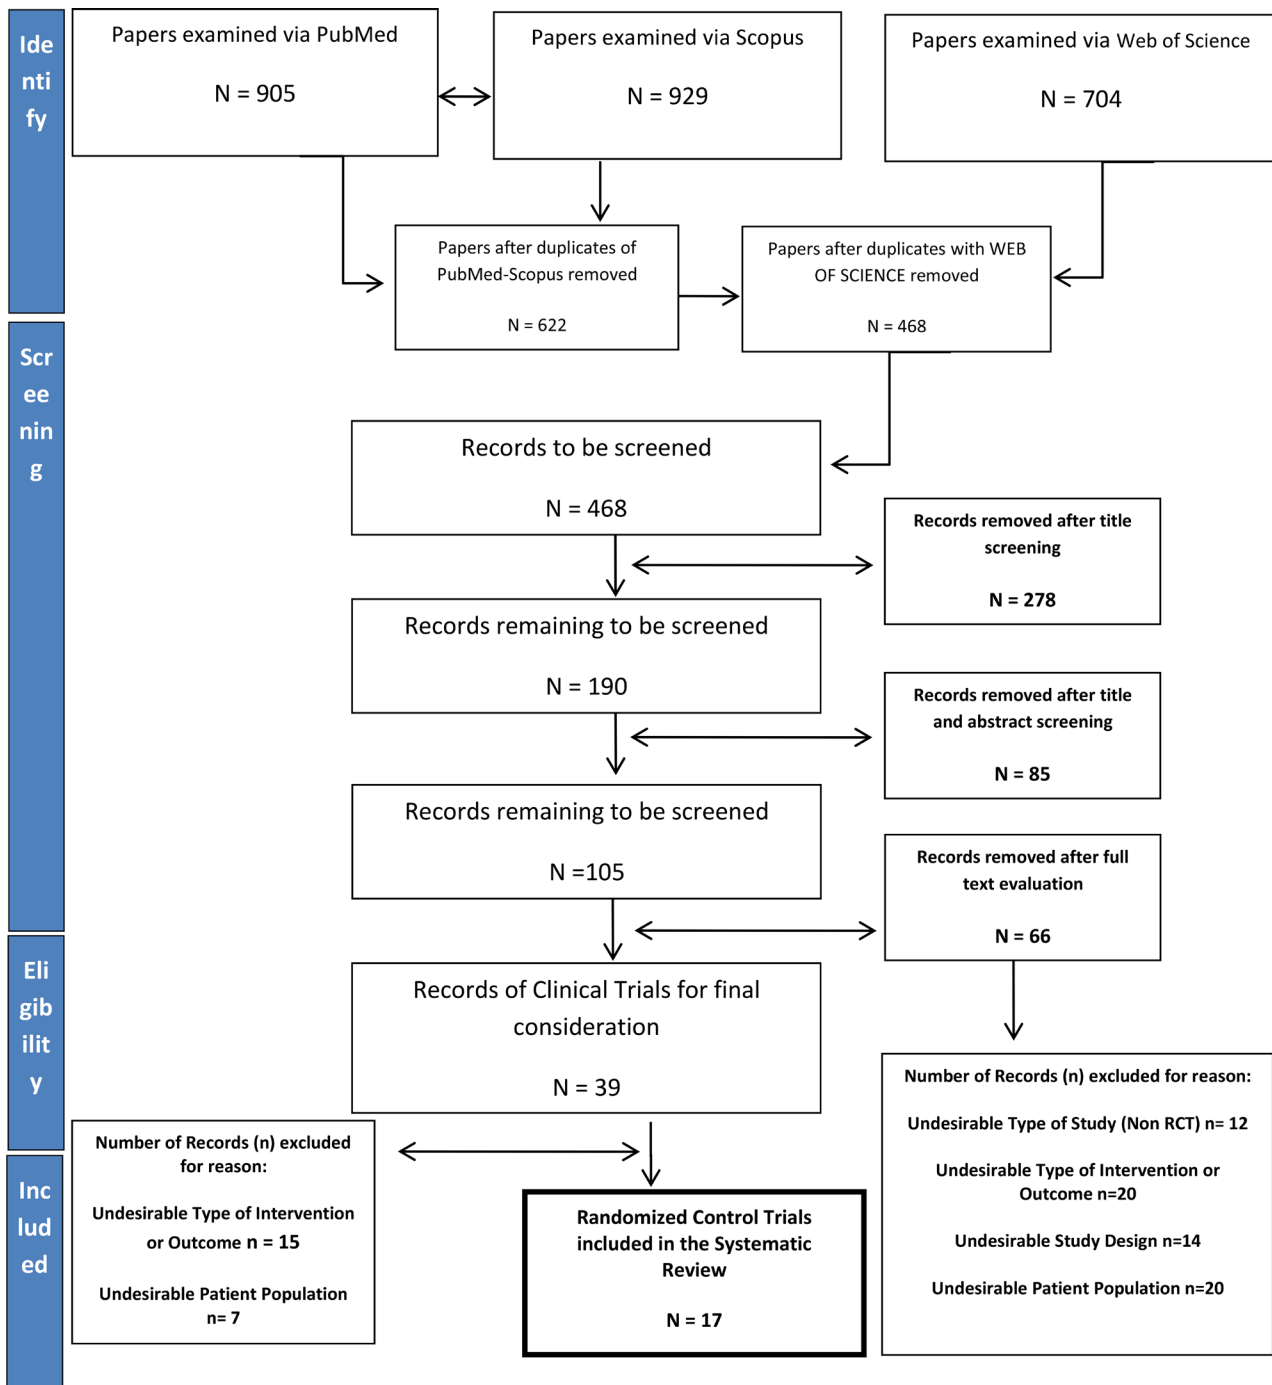 Ide
nti
fy
Papers examined via PubMed
N = 905
Papers examined via Scopus
N = 929
Papers examined via Web of Science
N = 704
Papers after duplicates of
PubMed-Scopus removed
N = 622
Papers after duplicates with WEB
OF SCIENCE removed
N = 468
Scr
ee
nin
g
Records to be screened
N = 468
Records removed after title
screening
N = 278
Records remaining to be screened
N = 190
Records removed after title
and abstract screening
N = 85
Records remaining to be screened
N =105
Records removed after full
text evaluation
N = 66
Eli
gib
ilit
y
Records of Clinical Trials for final
consideration
N = 39
Number of Records (n) excluded for reason:
Undesirable Type of Study (Non RCT) n= 12
Undesirable Type of Intervention or
Outcome n=20
Undesirable Study Design n=14
Undesirable Patient Population n=20
Number of Records (n) excluded
for reason:
Undesirable Type of Intervention
or Outcome n = 15
Undesirable Patient Population
n= 7
Inc
lud
ed
Randomized Control Trials
included in the Systematic
Review
N = 17